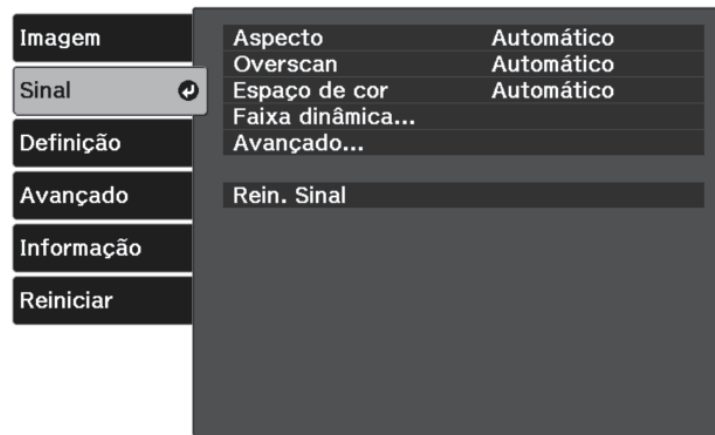 Imagem
Sinal
Definição
Avançado
Informação
Reiniciar
Aspecto Automático
Overscan Automático
Espaço de cor Automático
Faixa dinâmica...
Avançado...
Rein. Sinal